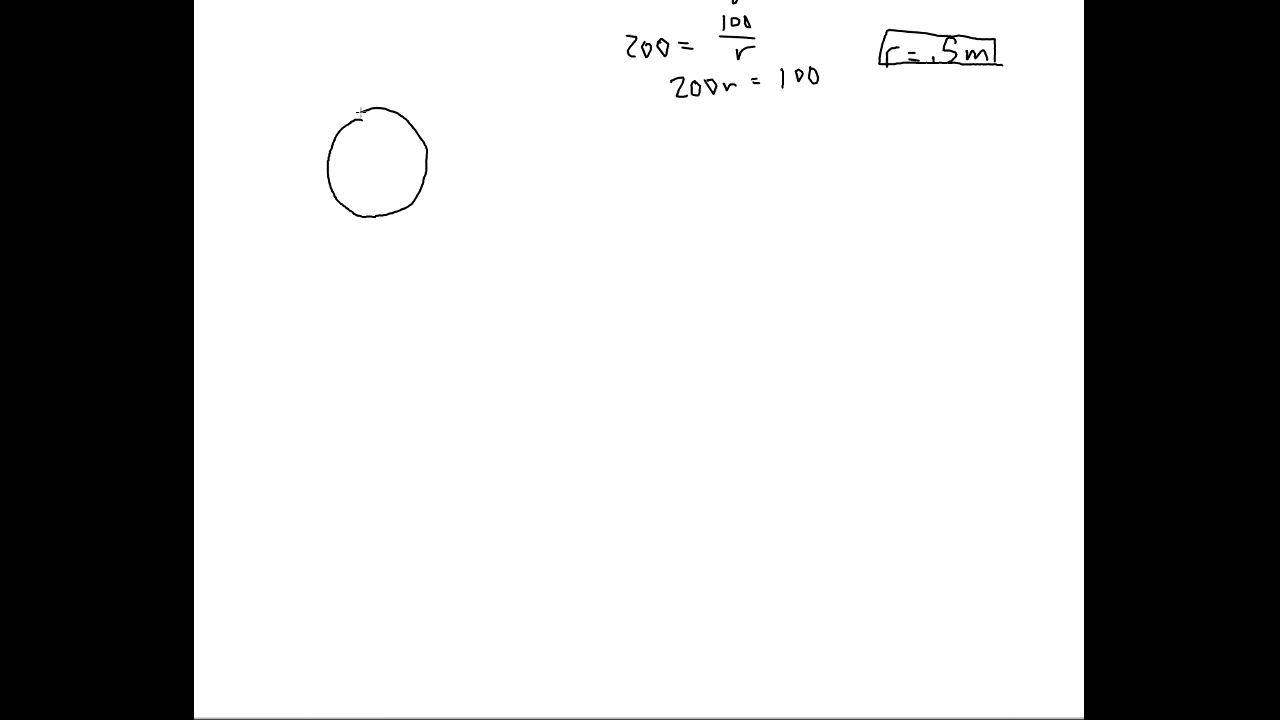 200 = 100/r
r = .5m
200r = 100